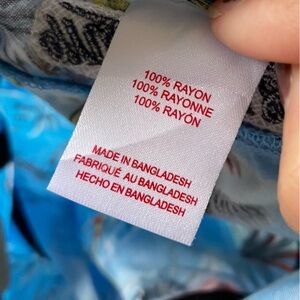 100% RAYON
100% RAYONNE
100% RAYÓN
MADE IN BANGLADESH
FABRIQUÉ AU BANGLADESH
HECHO EN BANGLADESH